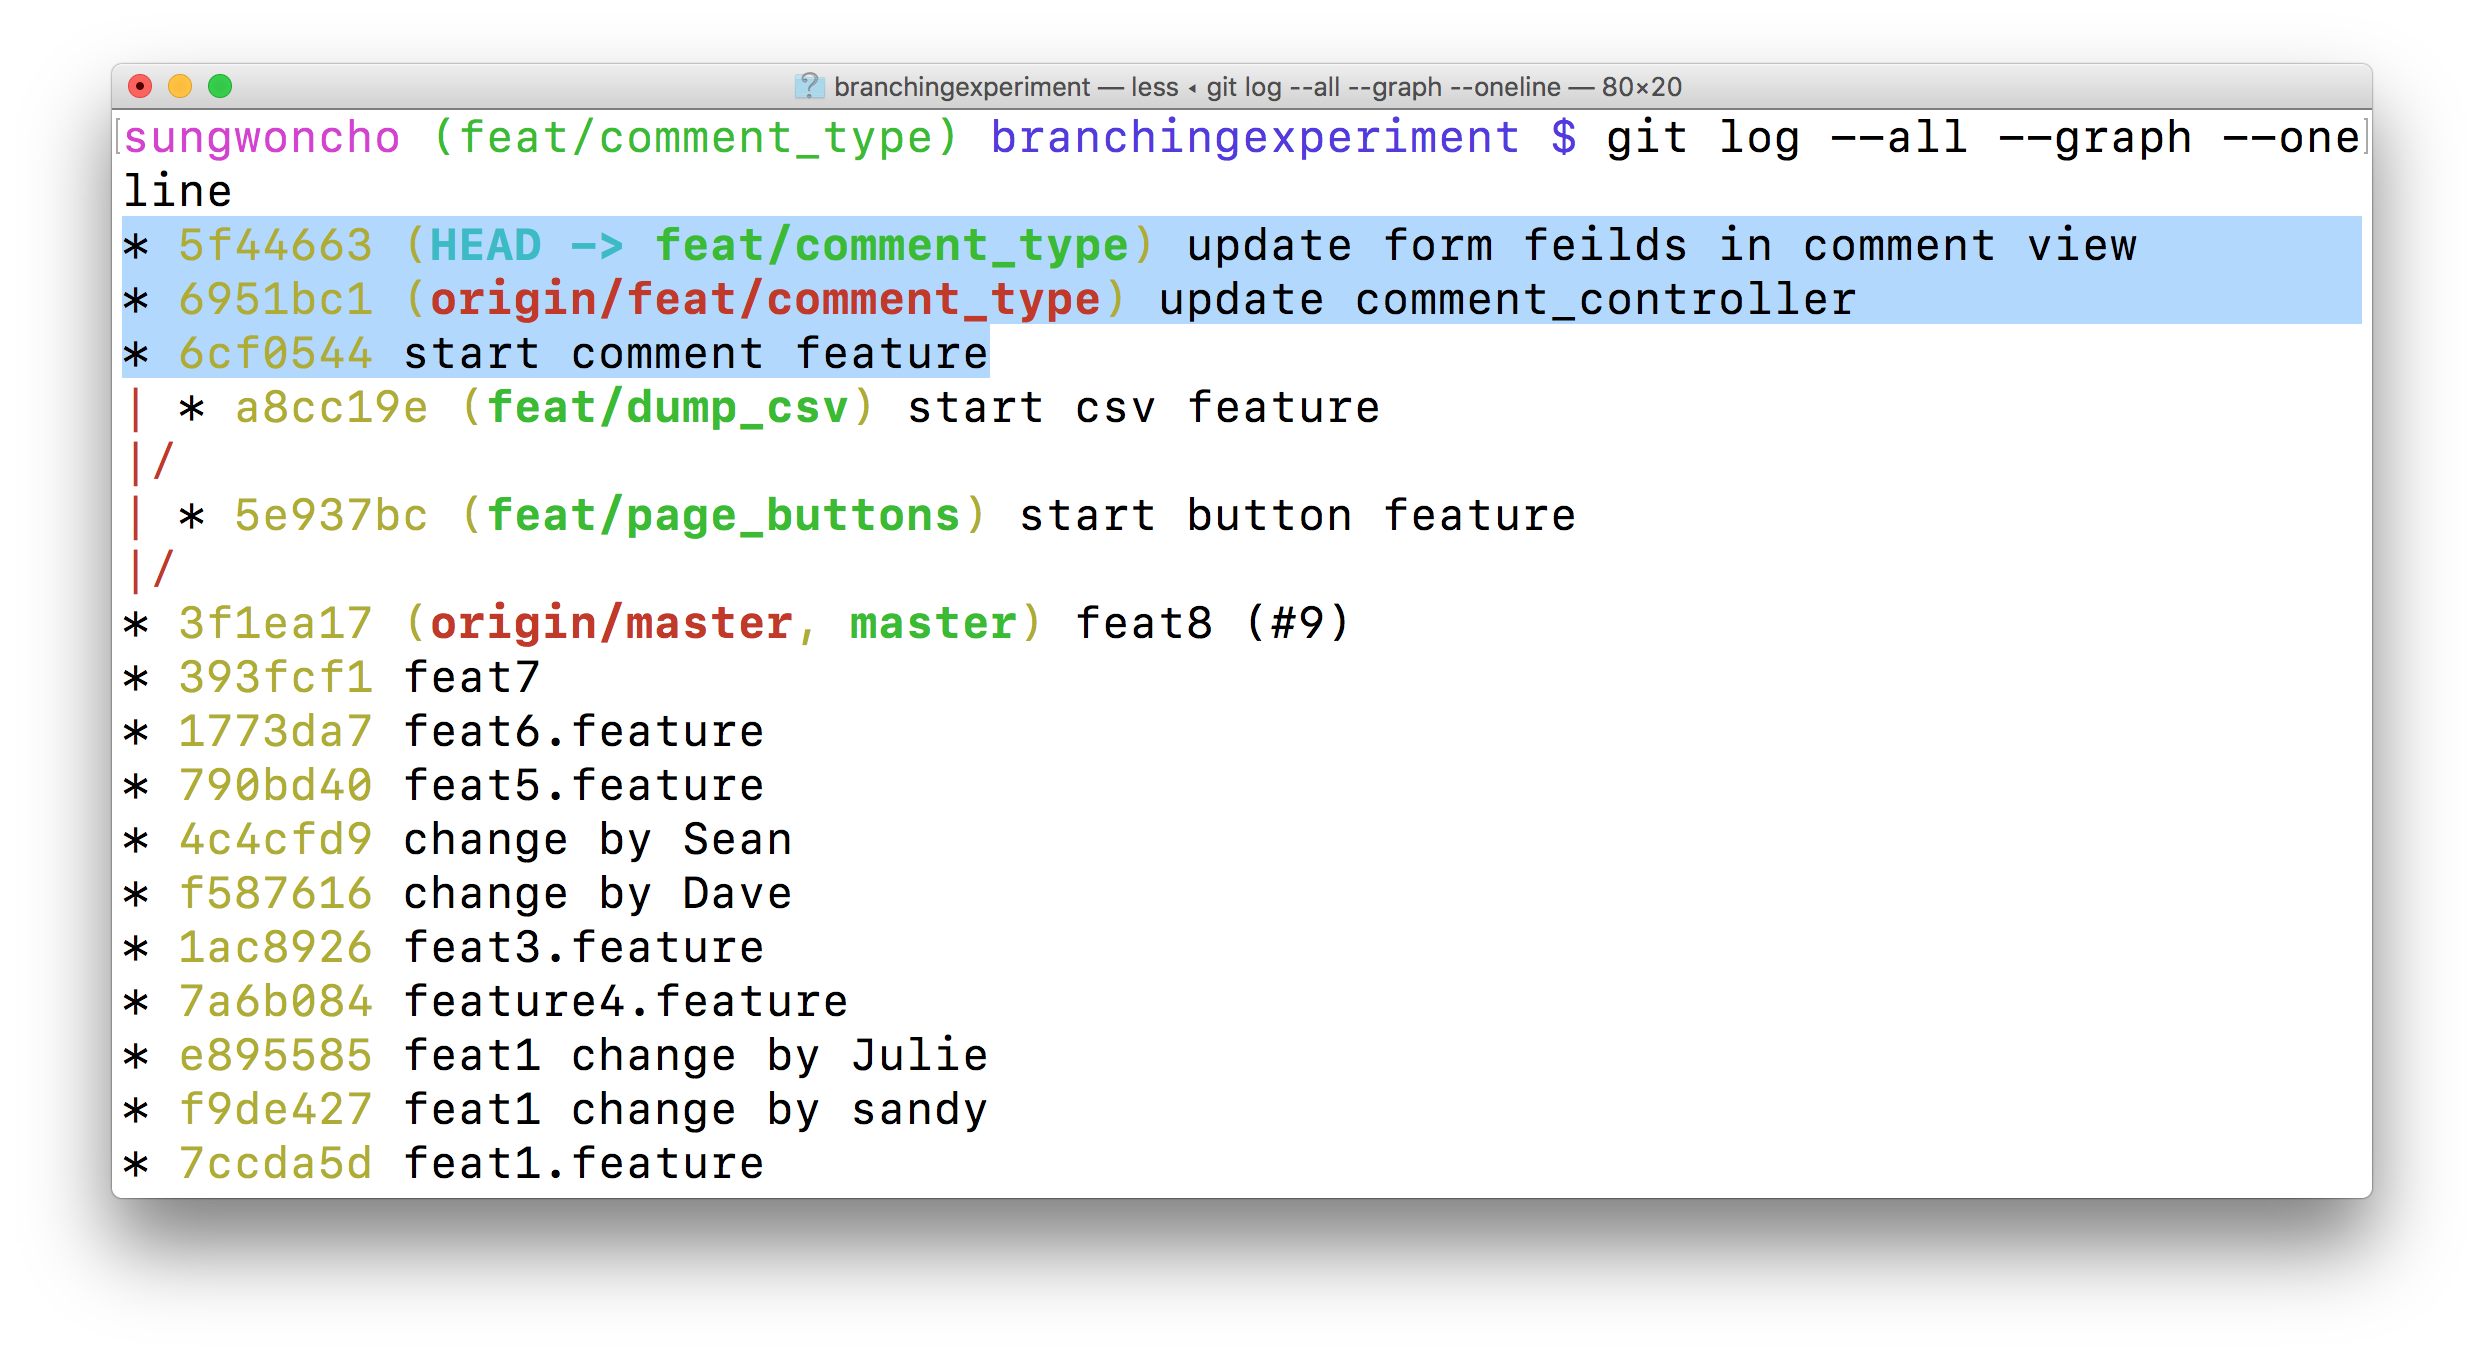 branchingexperiment — less ◂ git log --all --graph --oneline — 80×20
sungwoncho (feat/comment_type) branchingexperiment $ git log --all --graph --one
line
* 5f44663 (HEAD -> feat/comment_type) update form feilds in comment view
* 6951bc1 (origin/feat/comment_type) update comment_controller
* 6cf0544 start comment feature
| * a8cc19e (feat/dump_csv) start csv feature
|/
| * 5e937bc (feat/page_buttons) start button feature
|/
* 3f1ea17 (origin/master, master) feat8 (#9)
* 393fcf1 feat7
* 1773da7 feat6.feature
* 790bd40 feat5.feature
* 4c4cfd9 change by Sean
* f587616 change by Dave
* 1ac8926 feat3.feature
* 7a6b084 feature4.feature
* e895585 feat1 change by Julie
* f9de427 feat1 change by sandy
* 7ccda5d feat1.feature